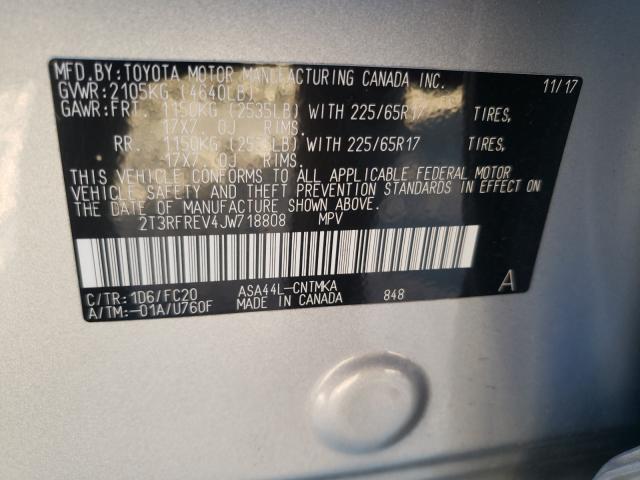 MFD.BY:TOYOTA MOTOR MANUFACTURING CANADA INC. 11/17
GVWR:2105KG (4640LB)
GAWR:FRT. 1150KG (2535LB) WITH 225/65R17 TIRES,
17X7.0J RIMS.
RR. 1150KG (2535LB) WITH 225/65R17 TIRES,
17X7.0J RIMS.
THIS VEHICLE CONFORMS TO ALL APPLICABLE FEDERAL MOTOR
VEHICLE SAFETY AND THEFT PREVENTION STANDARDS IN EFFECT ON
THE DATE OF MANUFACTURE SHOWN ABOVE.
2T3RFREV4JW718808 MPV
C/TR:1D6/FC20 ASA44L-CNTMKA 848 A
A/TM:-01A/U760F MADE IN CANADA